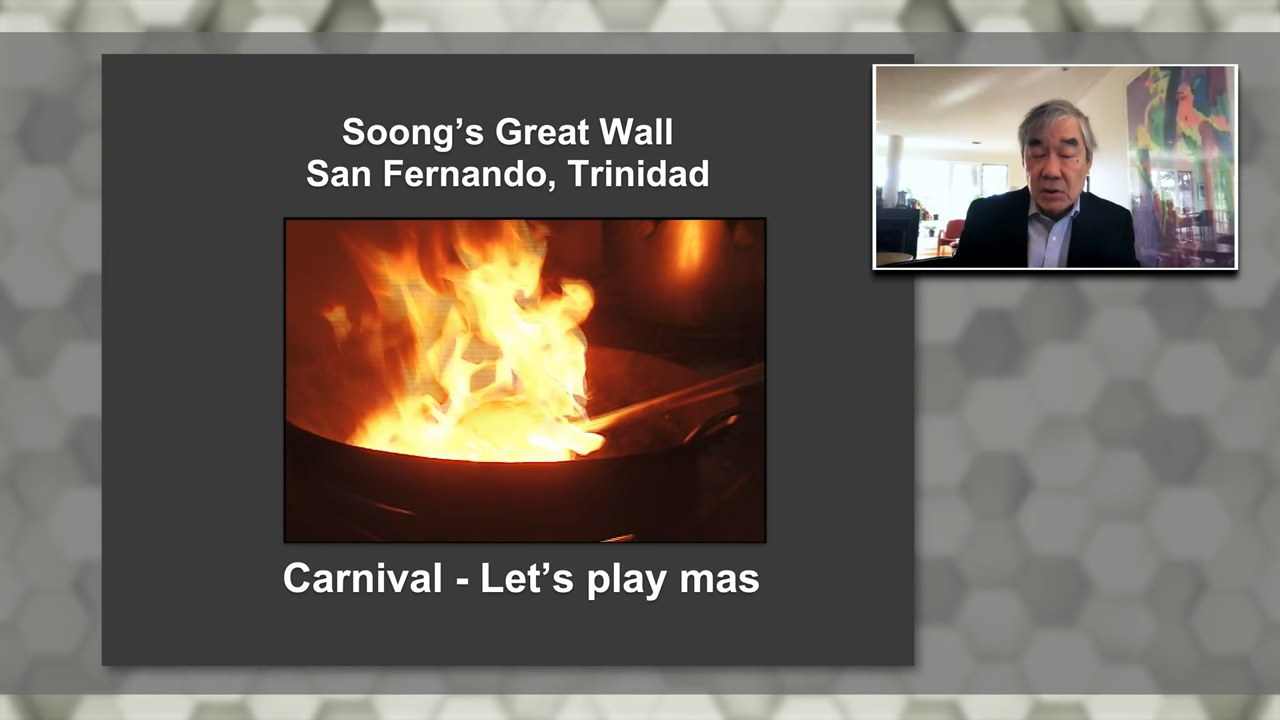 Soong’s Great Wall
San Fernando, Trinidad
Carnival - Let’s play mas